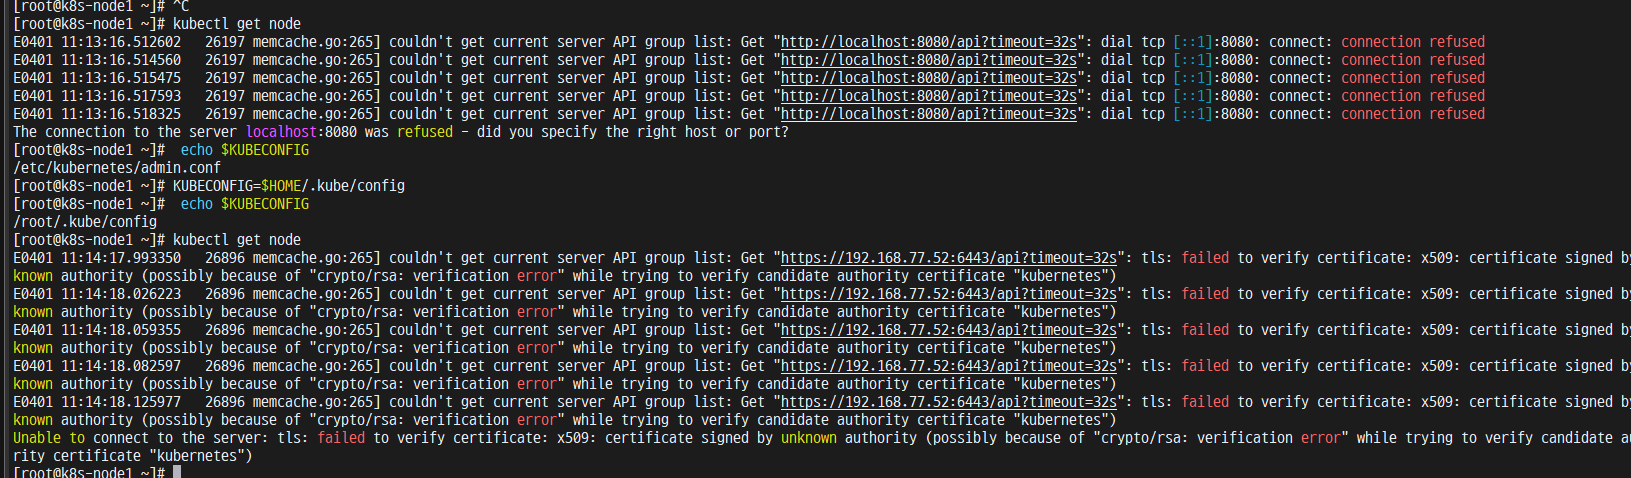 [root@k8s-node1 ~]# ^C
[root@k8s-node1 ~]# kubectl get node
E0401 11:13:16.512602   26197 memcache.go:265] couldn't get current server API group list: Get "http://localhost:8080/api?timeout=32s": dial tcp [::1]:8080: connect: connection refused
E0401 11:13:16.514560   26197 memcache.go:265] couldn't get current server API group list: Get "http://localhost:8080/api?timeout=32s": dial tcp [::1]:8080: connect: connection refused
E0401 11:13:16.515475   26197 memcache.go:265] couldn't get current server API group list: Get "http://localhost:8080/api?timeout=32s": dial tcp [::1]:8080: connect: connection refused
E0401 11:13:16.517593   26197 memcache.go:265] couldn't get current server API group list: Get "http://localhost:8080/api?timeout=32s": dial tcp [::1]:8080: connect: connection refused
E0401 11:13:16.518325   26197 memcache.go:265] couldn't get current server API group list: Get "http://localhost:8080/api?timeout=32s": dial tcp [::1]:8080: connect: connection refused
The connection to the server localhost:8080 was refused - did you specify the right host or port?
[root@k8s-node1 ~]#  echo $KUBECONFIG
/etc/kubernetes/admin.conf
[root@k8s-node1 ~]# KUBECONFIG=$HOME/.kube/config
[root@k8s-node1 ~]#  echo $KUBECONFIG
/root/.kube/config
[root@k8s-node1 ~]# kubectl get node
E0401 11:14:17.993350   26896 memcache.go:265] couldn't get current server API group list: Get "https://192.168.77.52:6443/api?timeout=32s": tls: failed to verify certificate: x509: certificate signed by
known authority (possibly because of "crypto/rsa: verification error" while trying to verify candidate authority certificate "kubernetes")
E0401 11:14:18.026223   26896 memcache.go:265] couldn't get current server API group list: Get "https://192.168.77.52:6443/api?timeout=32s": tls: failed to verify certificate: x509: certificate signed by
known authority (possibly because of "crypto/rsa: verification error" while trying to verify candidate authority certificate "kubernetes")
E0401 11:14:18.059355   26896 memcache.go:265] couldn't get current server API group list: Get "https://192.168.77.52:6443/api?timeout=32s": tls: failed to verify certificate: x509: certificate signed by
known authority (possibly because of "crypto/rsa: verification error" while trying to verify candidate authority certificate "kubernetes")
E0401 11:14:18.082597   26896 memcache.go:265] couldn't get current server API group list: Get "https://192.168.77.52:6443/api?timeout=32s": tls: failed to verify certificate: x509: certificate signed by
known authority (possibly because of "crypto/rsa: verification error" while trying to verify candidate authority certificate "kubernetes")
E0401 11:14:18.125977   26896 memcache.go:265] couldn't get current server API group list: Get "https://192.168.77.52:6443/api?timeout=32s": tls: failed to verify certificate: x509: certificate signed by
known authority (possibly because of "crypto/rsa: verification error" while trying to verify candidate authority certificate "kubernetes")
Unable to connect to the server: tls: failed to verify certificate: x509: certificate signed by unknown authority (possibly because of "crypto/rsa: verification error" while trying to verify candidate au
rity certificate "kubernetes")
[root@k8s-node1 ~]#